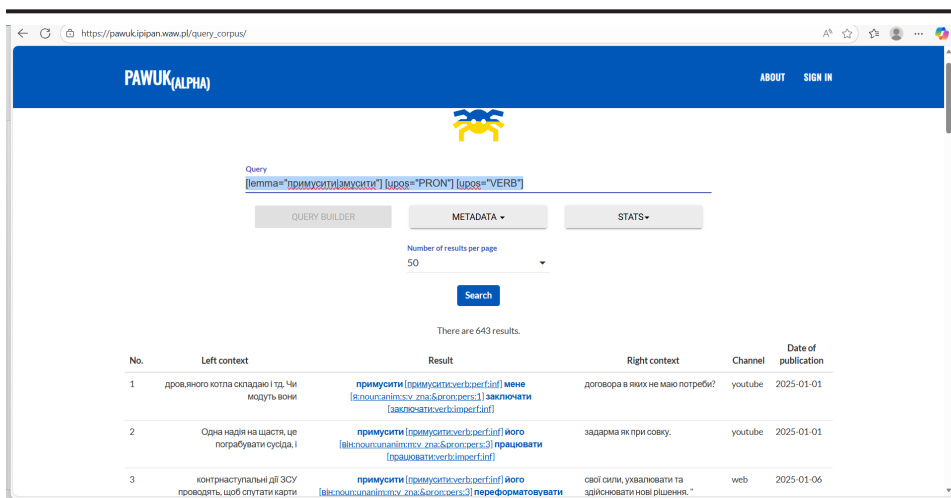 https://pawuk.ipipan.waw.pl/query_corpus/
PAWUK(ALPHA)
ABOUT SIGN IN
Query
[lemma="примусити|змусити"] [upos="PRON"] [upos="VERB"]
QUERY BUILDER METADATA STATS
Number of results per page
50
Search
There are 643 results.
No. Left context Result Right context Channel Date of publication
1 дров,яного котла складаю і тд. Чи примусити [примусити:verb:perf:inf] мене договора в яких не маю потреби? youtube 2025-01-01
модуть вони [я:noun:anim:s:v_zna:&pron:pers:1] заключати
[заключати:verb:imperf:inf]
2 Одна надія на щастя, це примусити [примусити:verb:perf:inf] його задарма як при совку. youtube 2025-01-01
пограбувати сусіда, і [він:noun:unanim:m:v_zna:&pron:pers:3] працювати
[працювати:verb:imperf:inf]
3 контрнаступальні дії ЗСУ примусити [примусити:verb:perf:inf] його свої сили, ухвалювати та web 2025-01-06
проводять, щоб спутати карти [він:noun:unanim:m:v_zna:&pron:pers:3] переформатовувати здійснювати нові рішення. "